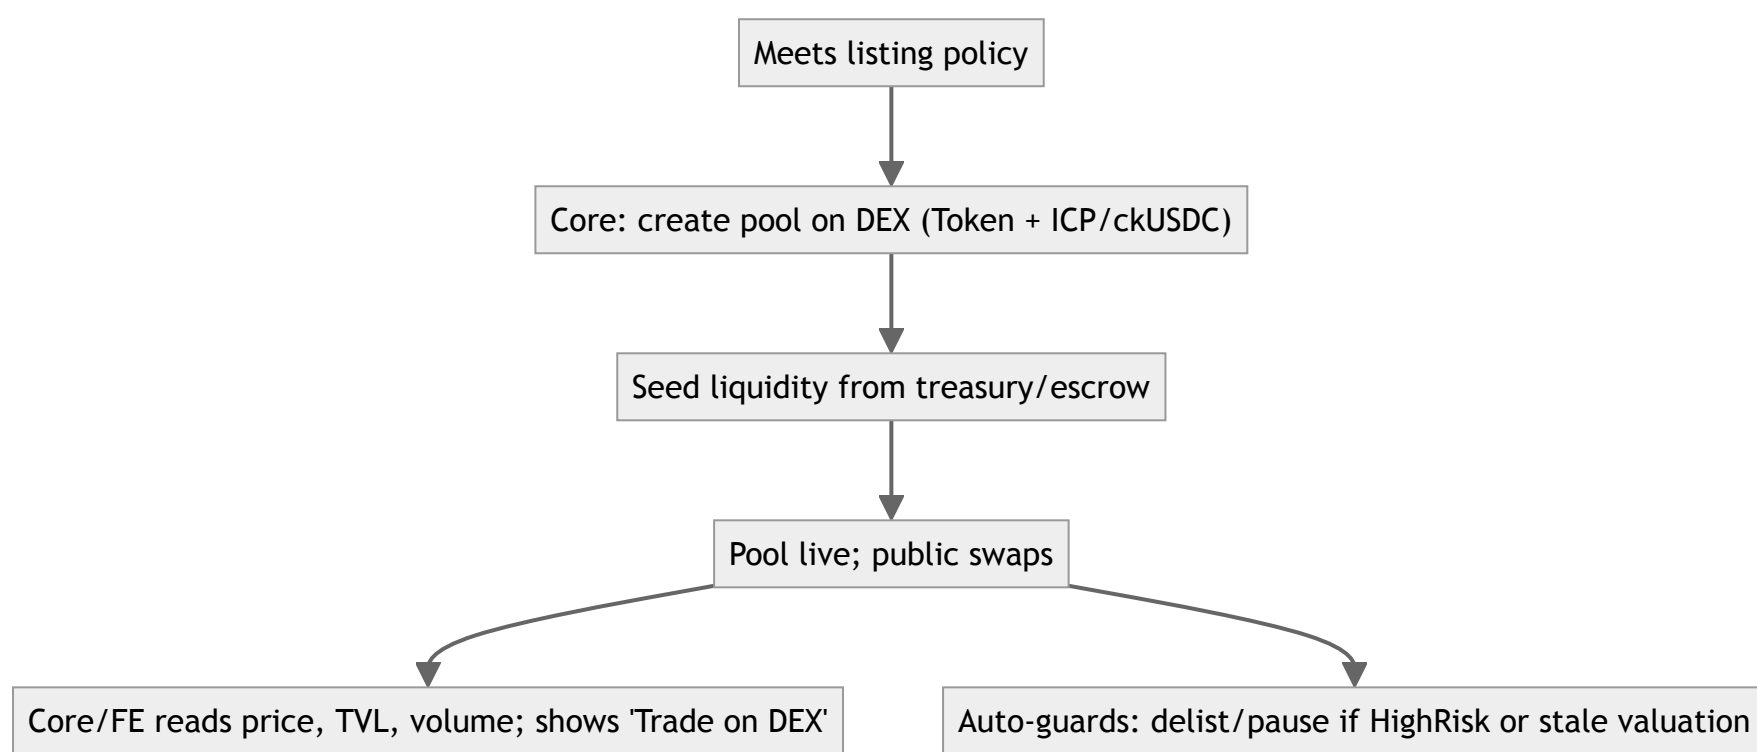 Meets listing policy
Core: create pool on DEX (Token + ICP/ckUSDC)
Seed liquidity from treasury/escrow
Pool live; public swaps
Core/FE reads price, TVL, volume; shows 'Trade on DEX'
Auto-guards: delist/pause if HighRisk or stale valuation